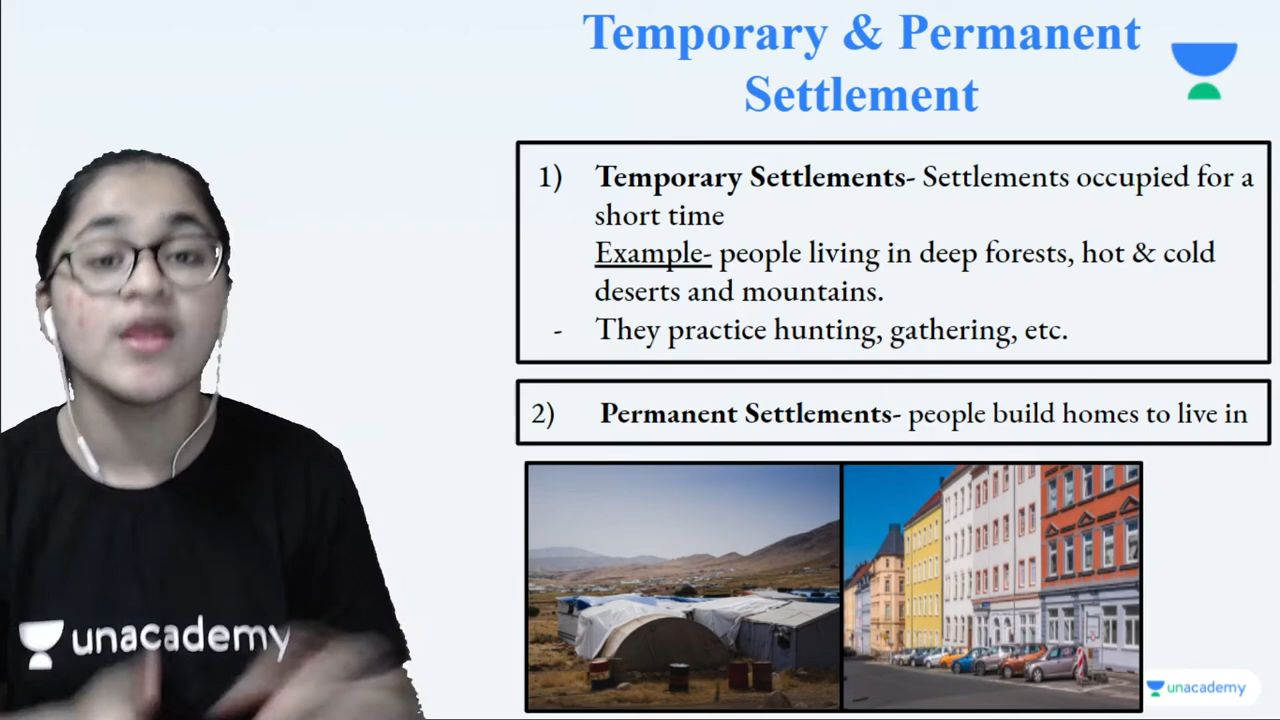 Temporary & Permanent
Settlement
1) Temporary Settlements- Settlements occupied for a
short time
Example- people living in deep forests, hot & cold
deserts and mountains.
- They practice hunting, gathering, etc.
2) Permanent Settlements- people build homes to live in
unacademy
unacademy